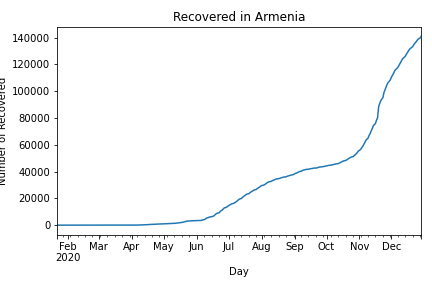 Recovered in Armenia
Number of Recovered
140000
120000
100000
80000
60000
40000
20000
0
Feb Mar Apr May Jun Jul Aug Sep Oct Nov Dec
2020
Day